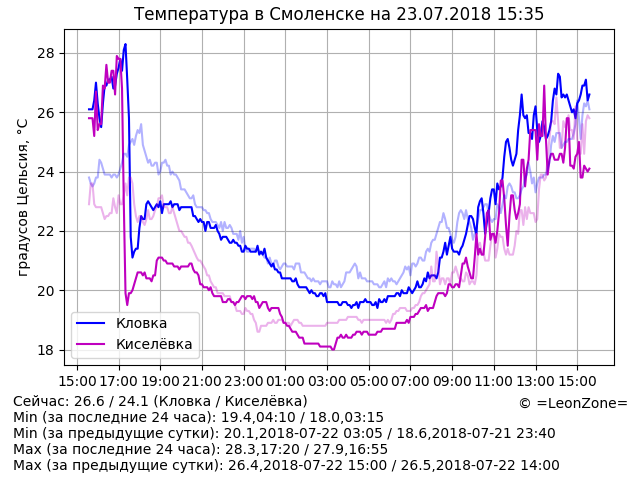 Температура в Смоленске на 23.07.2018 15:35
градусов Цельсия, °C
28
26
24
22
20
18
Кловка
Киселёвка
15:00 17:00 19:00 21:00 23:00 01:00 03:00 05:00 07:00 09:00 11:00 13:00 15:00
Сейчас: 26.6 / 24.1 (Кловка / Киселёвка)
© =LeonZone=
Min (за последние 24 часа): 19.4,04:10 / 18.0,03:15
Min (за предыдущие сутки): 20.1,2018-07-22 03:05 / 18.6,2018-07-21 23:40
Max (за последние 24 часа): 28.3,17:20 / 27.9,16:55
Max (за предыдущие сутки): 26.4,2018-07-22 15:00 / 26.5,2018-07-22 14:00